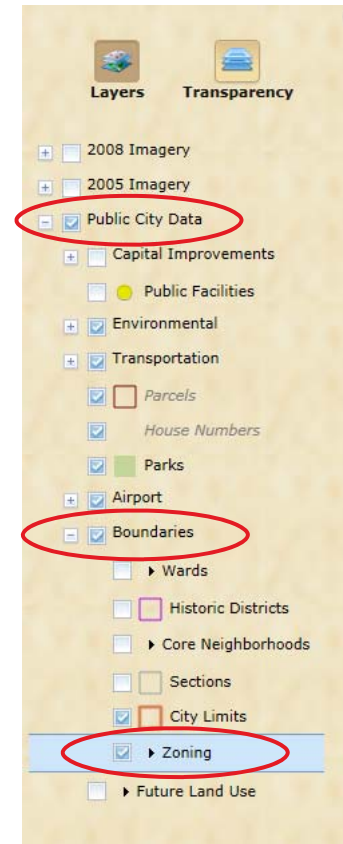 Layers Transparency
2008 Imagery
2005 Imagery
Public City Data
Capital Improvements
Public Facilities
Environmental
Transportation
Parcels
House Numbers
Parks
Airport
Boundaries
Wards
Historic Districts
Core Neighborhoods
Sections
City Limits
Zoning
Future Land Use